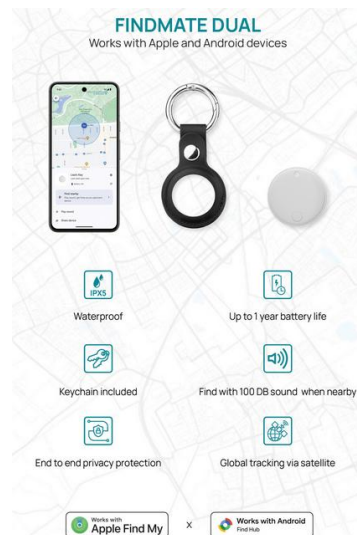 FINDMATE DUAL
Works with Apple and Android devices
IPX5
Waterproof
Up to 1 year battery life
Keychain included
Find with 100 DB sound when nearby
End to end privacy protection
Global tracking via satellite
Works with
Apple Find My
X
Works with Android
Find Hub